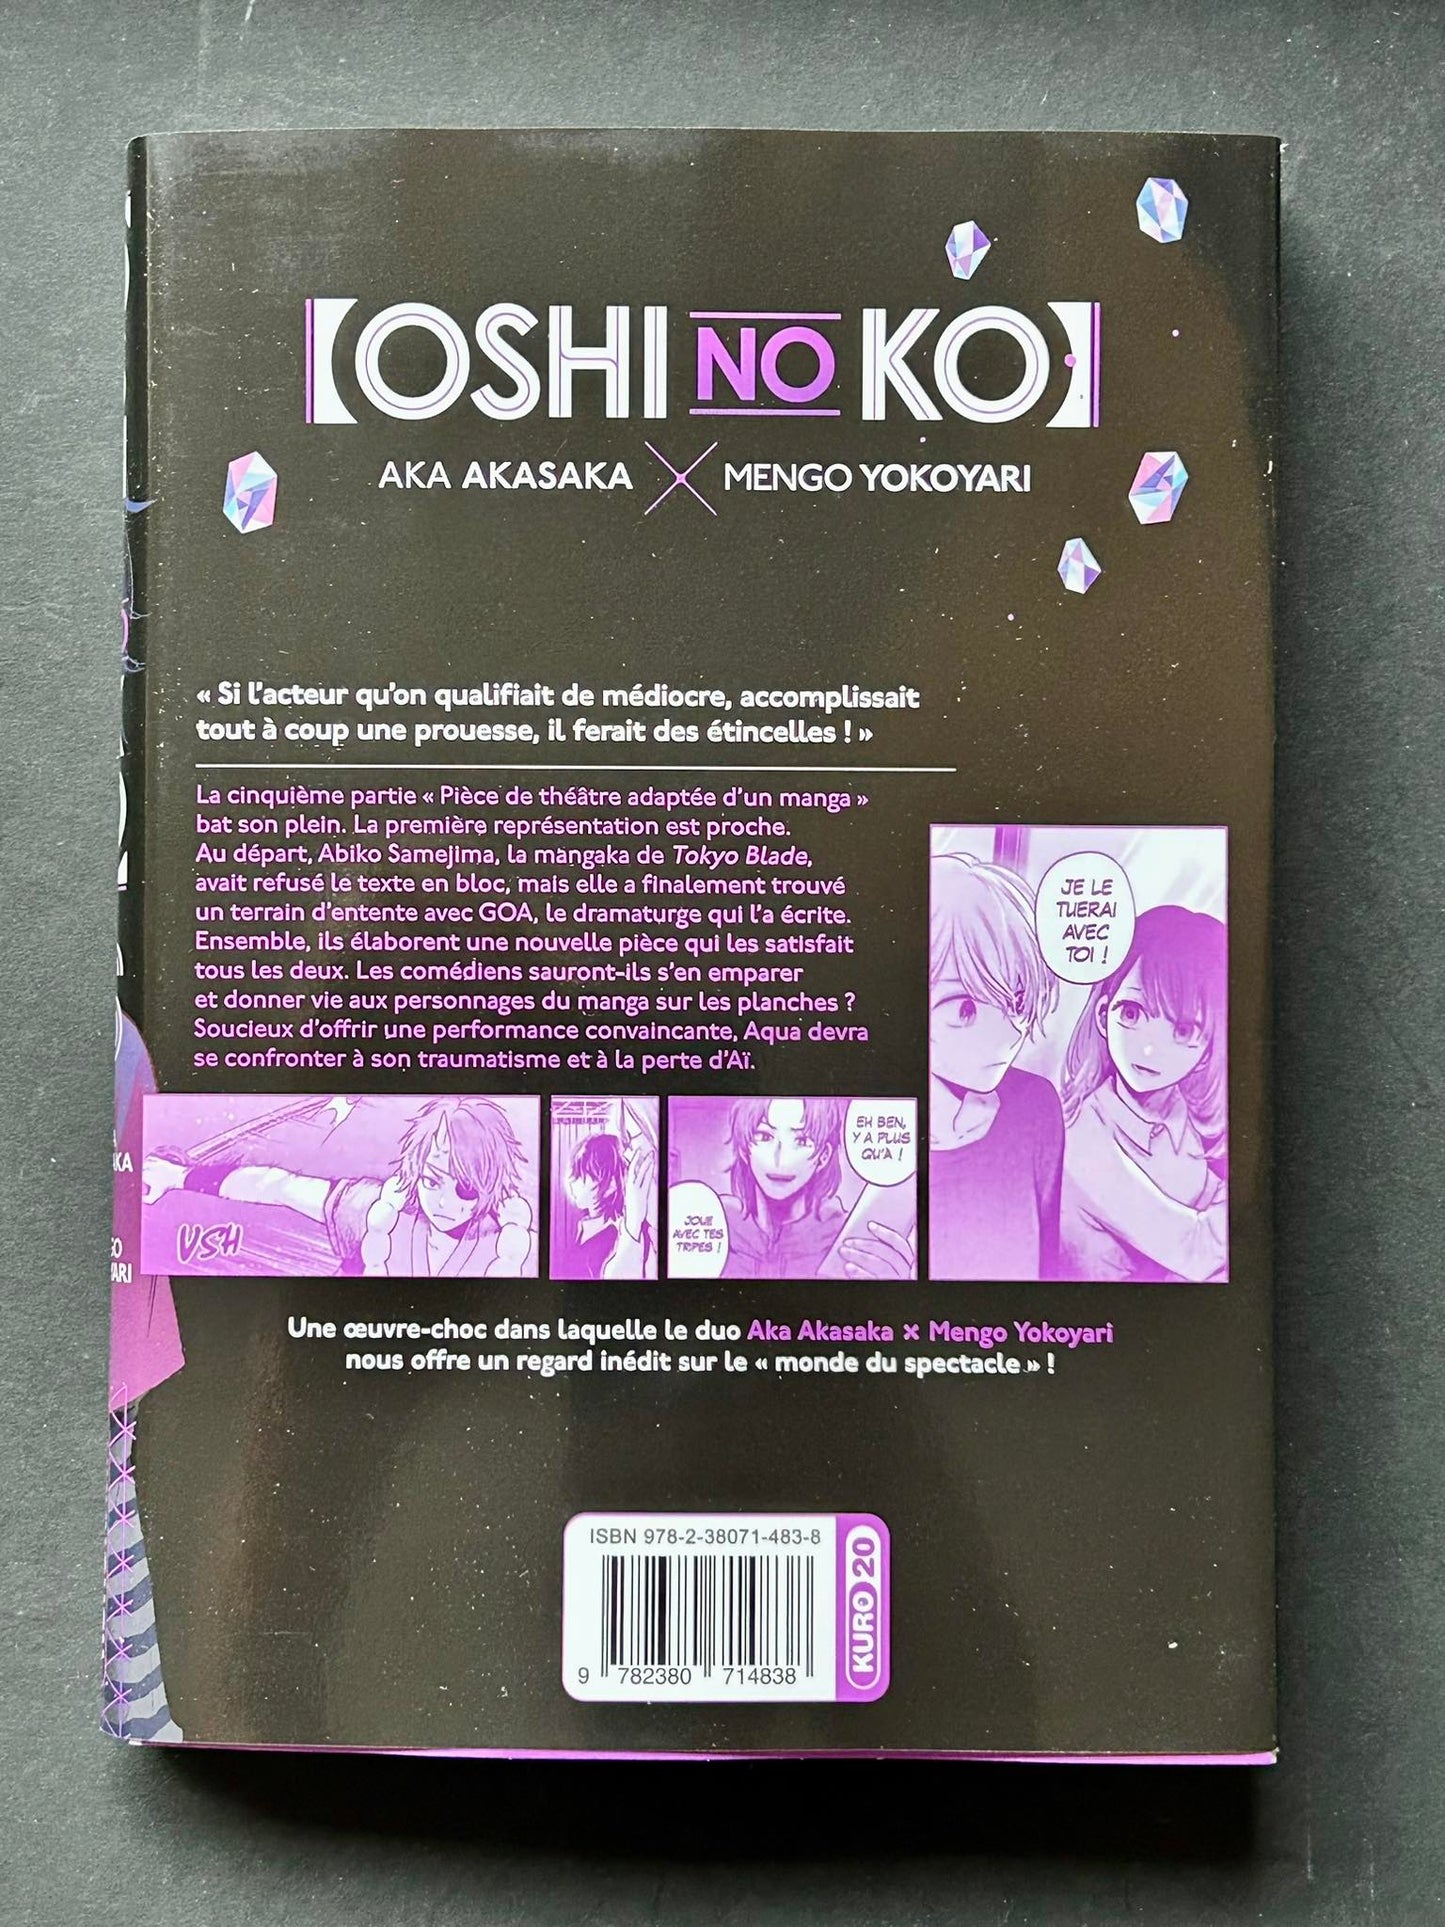 【OSHI NO KO】
AKA AKASAKA × MENGO YOKOYARI
« Si l'acteur qu'on qualifiait de médiocre, accomplissait
tout à coup une prouesse, il ferait des étincelles ! »
La cinquième partie « Pièce de théâtre adaptée d'un manga »
bat son plein. La première représentation est proche.
Au départ, Abiko Samejima, la mangaka de Tokyo Blade,
avait refusé le texte en bloc, mais elle a finalement trouvé
un terrain d'entente avec GOA, le dramaturge qui l'a écrite.
Ensemble, ils élaborent une nouvelle pièce qui les satisfait
tous les deux. Les comédiens sauront-ils s'en emparer
et donner vie aux personnages du manga sur les planches ?
Soucieux d'offrir une performance convaincante, Aqua devra
se confronter à son traumatisme et à la perte d'Aï.
JE LE
TUERAI
AVEC
TOI !
VSH
EH BEN,
Y A PLUS
QU'À !
JOUE
AVEC TES
TRIPES !
Une œuvre-choc dans laquelle le duo Aka Akasaka × Mengo Yokoyari
nous offre un regard inédit sur le « monde du spectacle » !
ISBN 978-2-38071-483-8
9 782380 714838
KURO 20